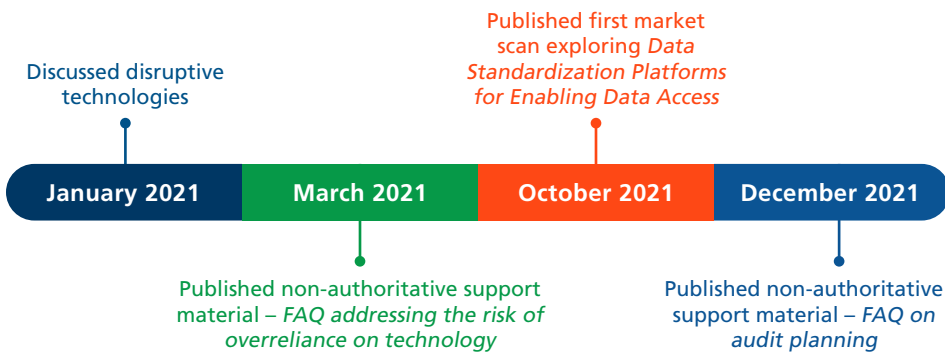 Discussed disruptive
technologies
Published first market
scan exploring Data
Standardization Platforms
for Enabling Data Access
January 2021
March 2021
October 2021
December 2021
Published non-authoritative support
material – FAQ addressing the risk of
overreliance on technology
Published non-authoritative
support material – FAQ on
audit planning